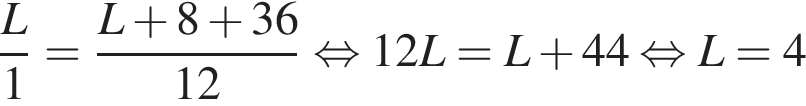 L/1 = (L+8+36)/12 ⇔ 12L = L+44 ⇔ L = 4